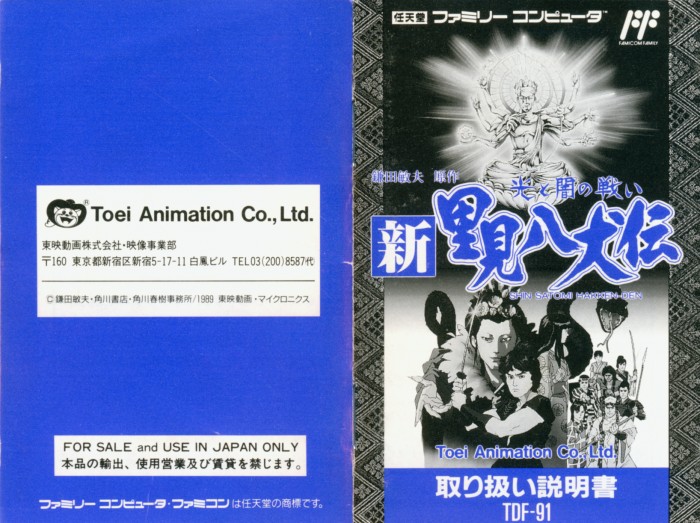 Toei Animation Co., Ltd.
東映動画株式会社・映像事業部
〒160 東京都新宿区新宿5-17-11 白鳳ビル TEL03(200)8587代
©鎌田敏夫・角川書店・角川春樹事務所/1989 東映動画・マイクロニクス
FOR SALE and USE IN JAPAN ONLY
本品の輸出、使用営業及び賃貸を禁じます。
ファミリー コンピュータ・ファミコンは任天堂の商標です。
任天堂 ファミリー コンピュータ™
FF
FAMICOM FAMILY
鎌田敏夫 原作
光と闇の戦い
新 里見八犬伝
SHIN SATOMI HAKKEN-DEN
Toei Animation Co., Ltd.
取り扱い説明書
TDF-91